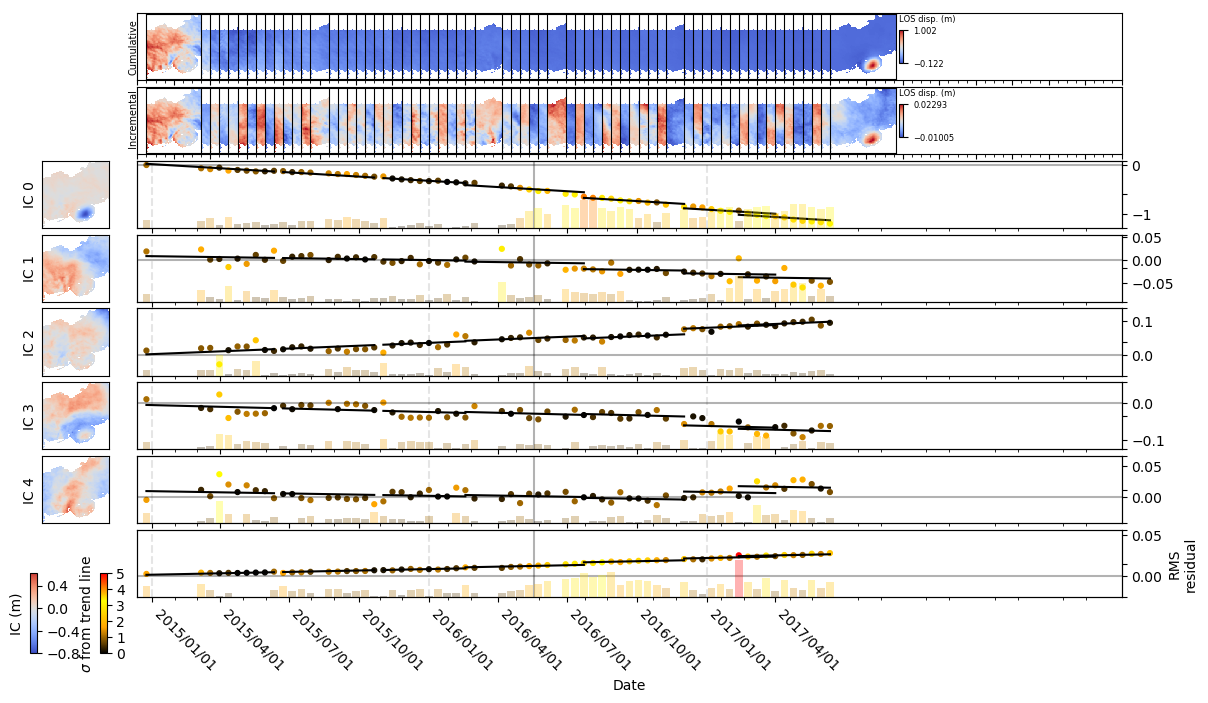 Cumulative
LOS disp. (m)
1.002
−0.122
Incremental
LOS disp. (m)
0.02293
−0.01005
IC 0
0
−1
IC 1
0.05
0.00
−0.05
IC 2
0.1
0.0
IC 3
0.0
−0.1
IC 4
0.05
0.00
0.05
0.00
RMS
residual
IC (m)
0.4
0.0
−0.4
−0.8
σ from trend line
5
4
3
2
1
0
2015/01/01
2015/04/01
2015/07/01
2015/10/01
2016/01/01
2016/04/01
2016/07/01
2016/10/01
2017/01/01
2017/04/01
Date